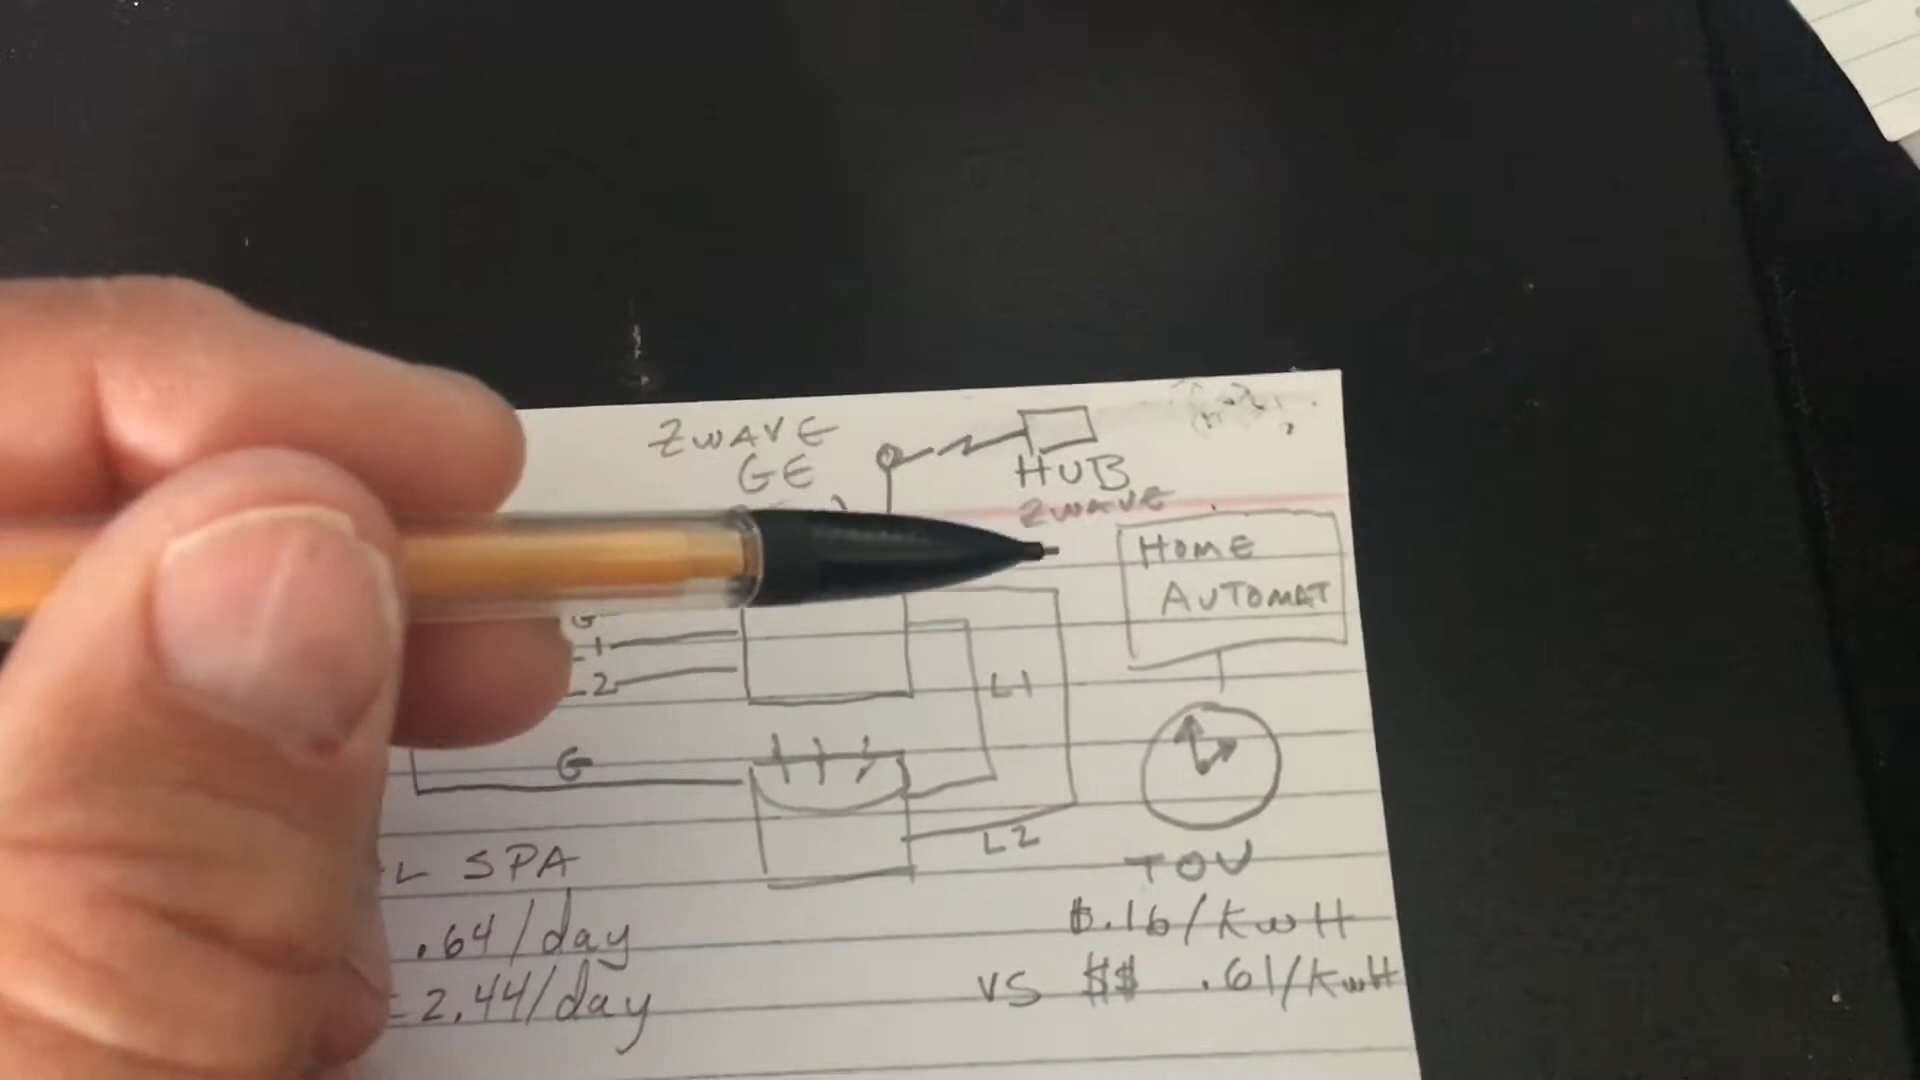 ZWAVE
GE
HUB
ZWAVE
HOME
AUTOMAT
G
L1
L2
L1
G
L2
L SPA
TOU
.64/day
$.16/KWH
= 2.44/day
VS $$ .61/KWH